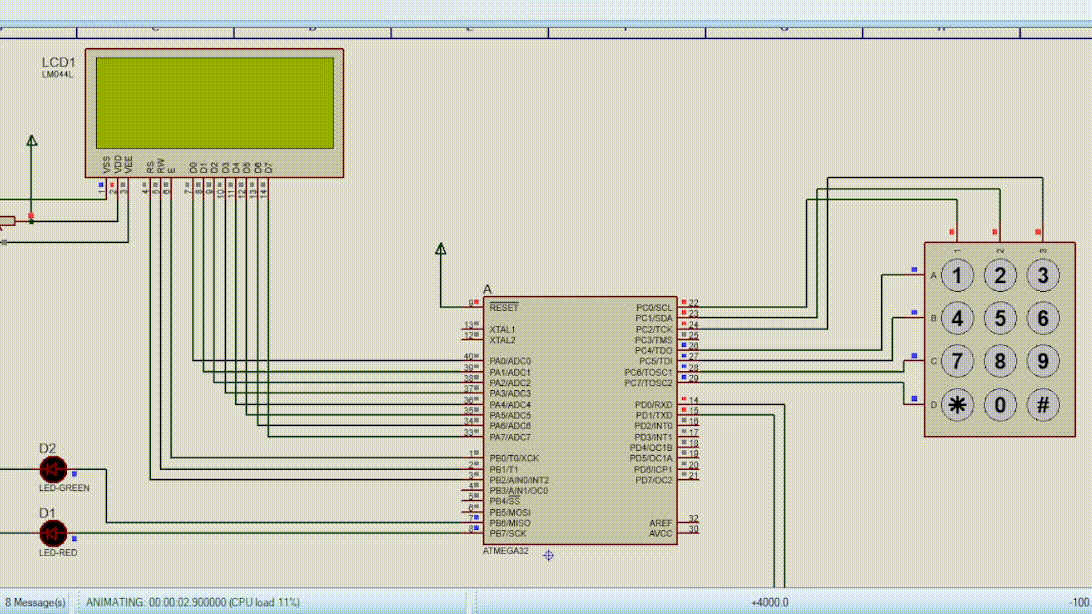 LCD1
LM044L
VSS
VDD
VEE
RS
RW
E
D0
D1
D2
D3
D4
D5
D6
D7
1
2
3
4
5
6
7
8
9
10
11
12
13
14
A
9 RESET
13 XTAL1
12 XTAL2
40 PA0/ADC0
39 PA1/ADC1
38 PA2/ADC2
37 PA3/ADC3
36 PA4/ADC4
35 PA5/ADC5
34 PA6/ADC6
33 PA7/ADC7
1 PB0/T0/XCK
2 PB1/T1
3 PB2/AIN0/INT2
4 PB3/AIN1/OC0
5 PB4/SS
6 PB5/MOSI
7 PB6/MISO
8 PB7/SCK
PC0/SCL 22
PC1/SDA 23
PC2/TCK 24
PC3/TMS 25
PC4/TDO 26
PC5/TDI 27
PC6/TOSC1 28
PC7/TOSC2 29
PD0/RXD 14
PD1/TXD 15
PD2/INT0 16
PD3/INT1 17
PD4/OC1B 18
PD5/OC1A 19
PD6/ICP1 20
PD7/OC2 21
AREF 32
AVCC 30
ATMEGA32
1 2 3
A 1 2 3
B 4 5 6
C 7 8 9
D * 0 #
D2
LED-GREEN
D1
LED-RED
8 Message(s) ANIMATING: 00:00:02.900000 (CPU load 11%) +4000.0 -100